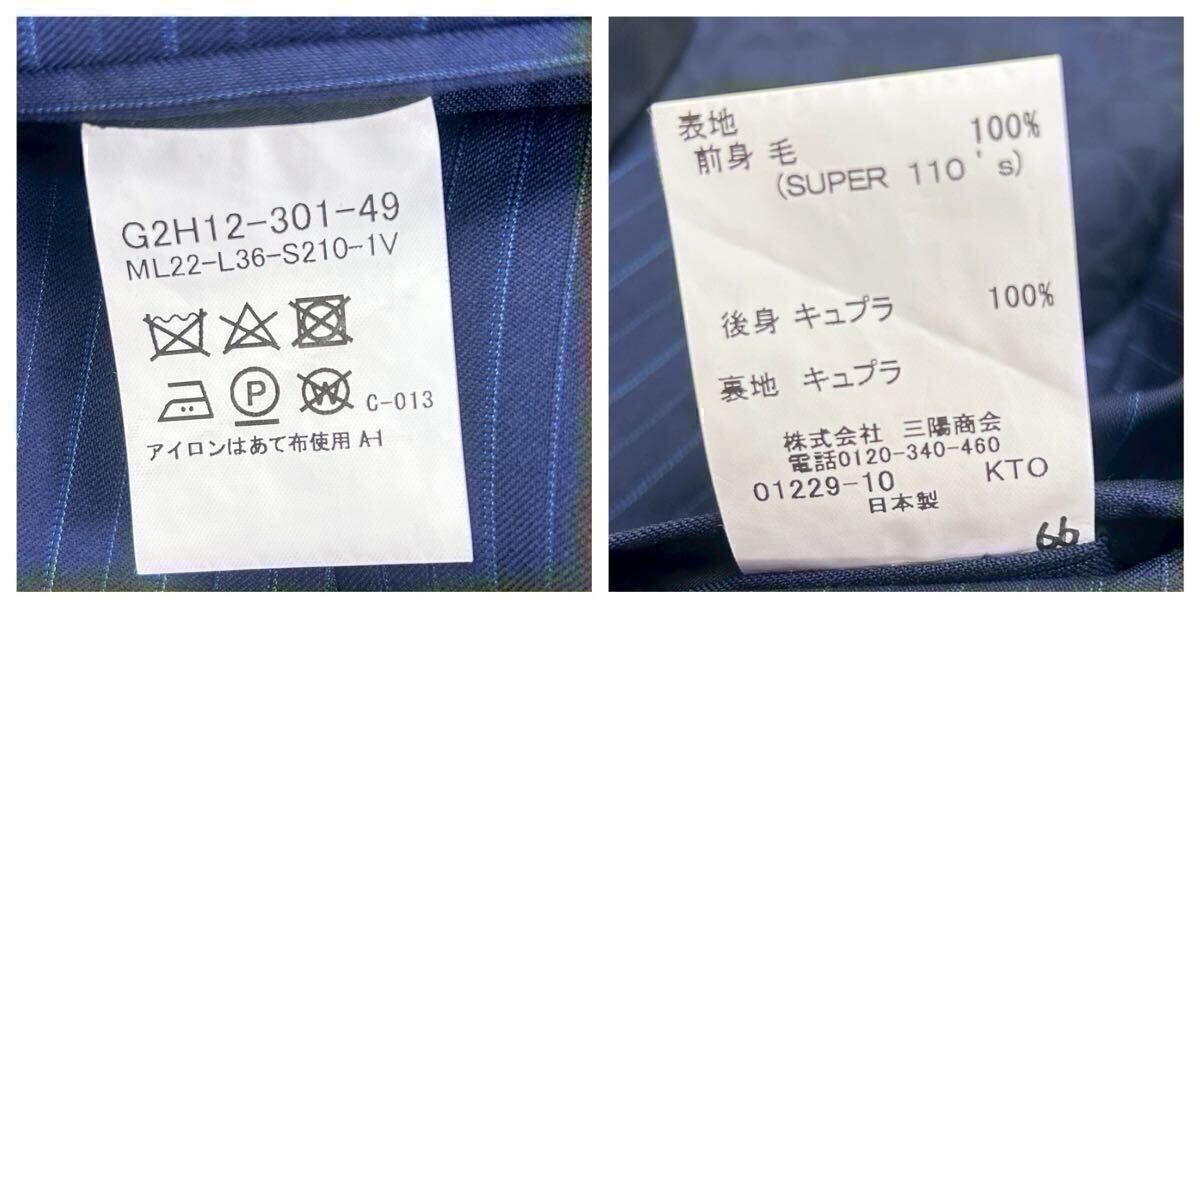 G2H12-301-49
ML22-L36-S210-1V
P
W
C-013
アイロンはあて布使用 A-1
表地
前身 毛 100%
(SUPER 110's)
後身 キュプラ 100%
裏地 キュプラ
株式会社 三陽商会
電話0120-340-460
01229-10 KTO
日本製
66